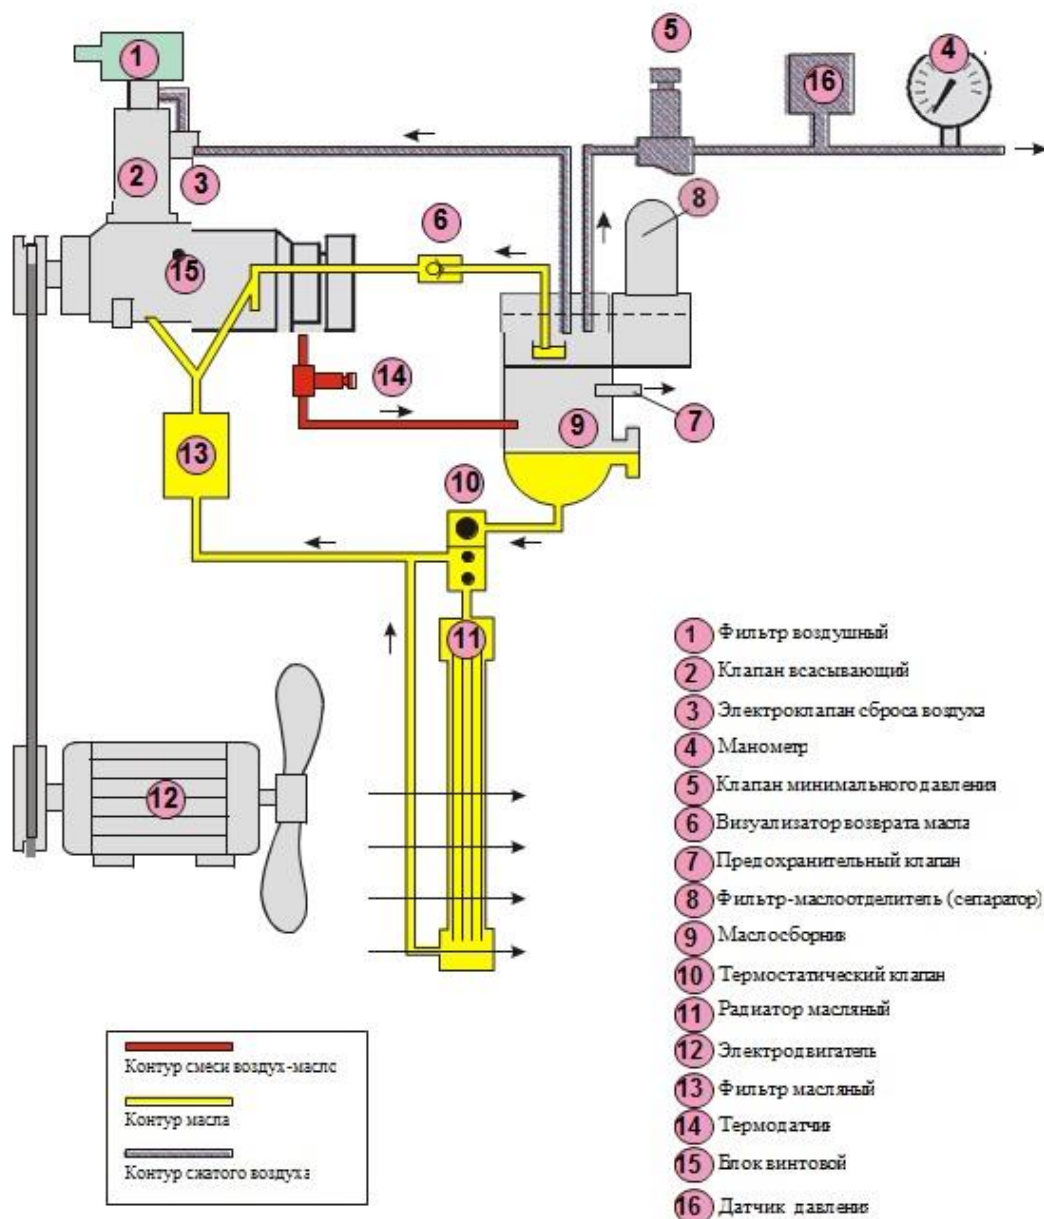 1
5
16
4
2
3
8
6
15
14
7
9
13
10
11
12
1 Фильтр воздушный
2 Клапан всасывающий
3 Электроклапан сброса воздуха
4 Манометр
5 Клапан минимального давления
6 Визуализатор возврата масла
7 Предохранительный клапан
8 Фильтр-маслоотделитель (сепаратор)
9 Маслосборник
10 Термостатический клапан
11 Радиатор масляный
12 Электродвигатель
13 Фильтр масляный
14 Термодатчик
15 Блок винтовой
16 Датчик давления
Контур смеси воздух-масло
Контур масла
Контур сжатого воздуха